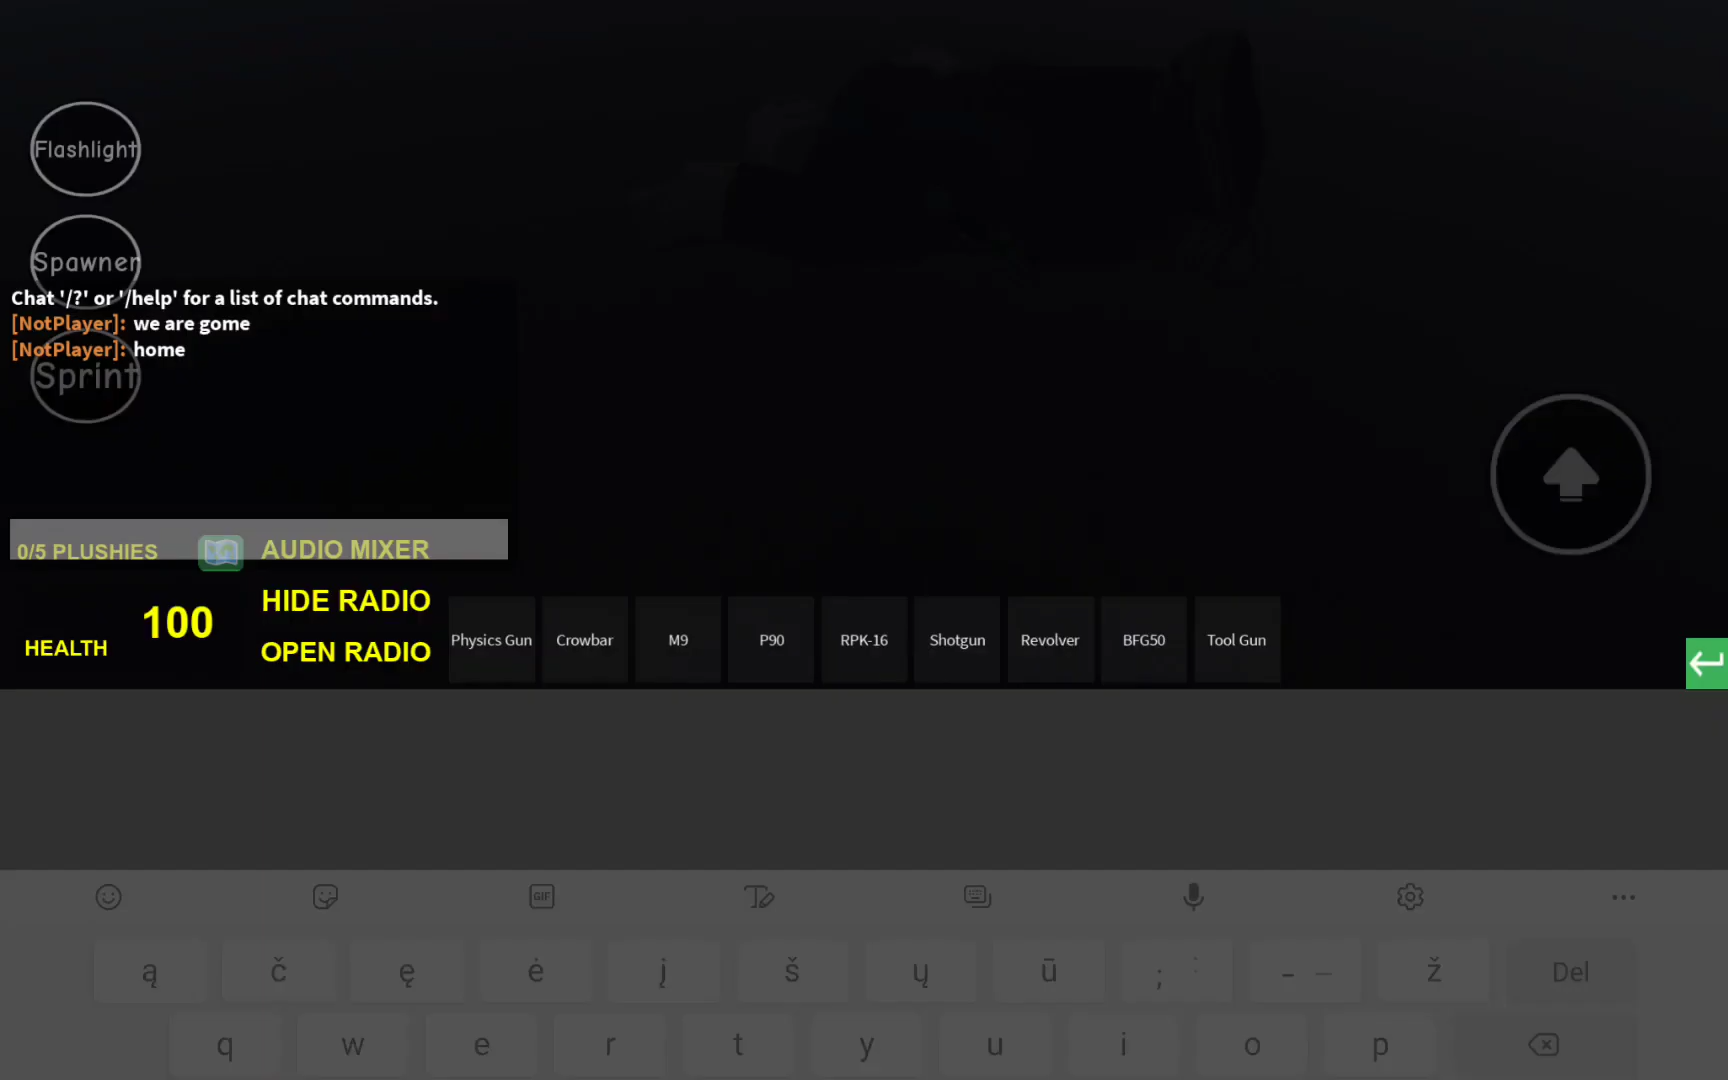 Flashlight
Spawner
Chat '/?' or '/help' for a list of chat commands.
[NotPlayer]: we are gome
[NotPlayer]: home
Sprint
0/5 PLUSHIES
AUDIO MIXER
HIDE RADIO
100
HEALTH
OPEN RADIO
Physics Gun
Crowbar
M9
P90
RPK-16
Shotgun
Revolver
BFG50
Tool Gun
GIF
ą č ę ė į š ų ū ; : - – ž Del
q w e r t y u i o p